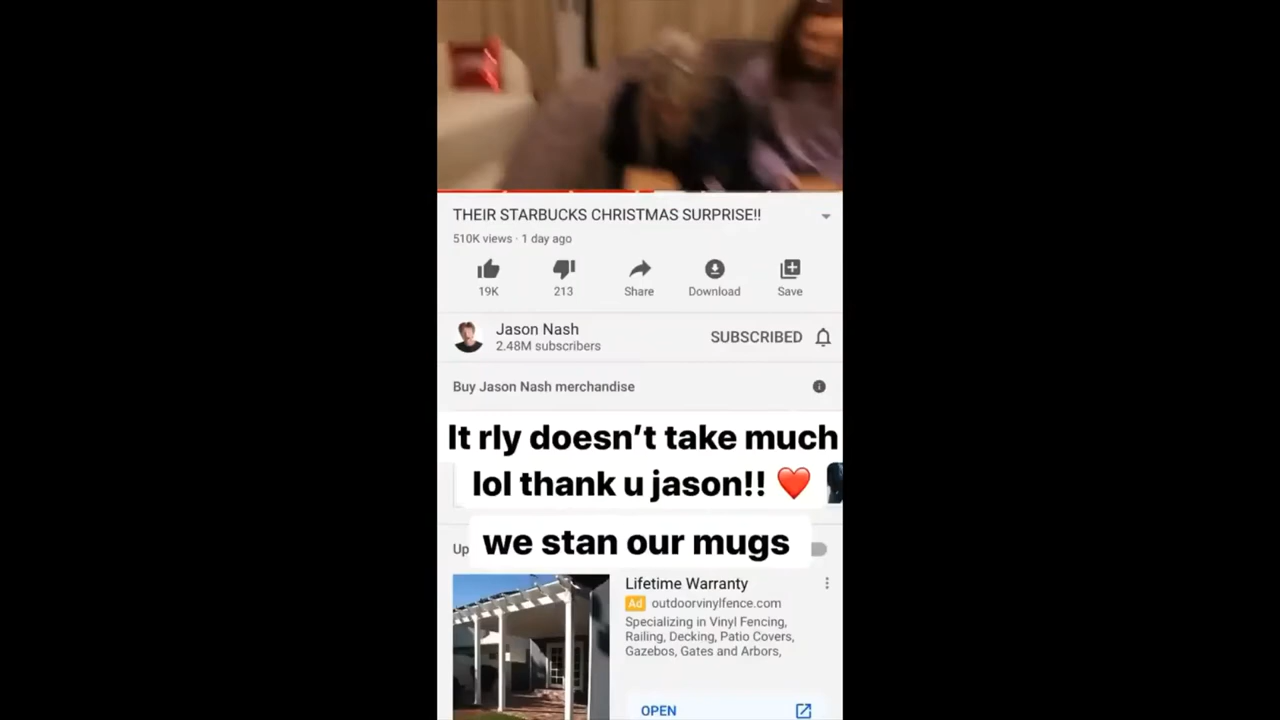 THEIR STARBUCKS CHRISTMAS SURPRISE!!
510K views · 1 day ago
19K
213
Share
Download
Save
Jason Nash
2.48M subscribers
SUBSCRIBED
Buy Jason Nash merchandise
It rly doesn't take much
lol thank u jason!! ❤️
we stan our mugs
Up
Lifetime Warranty
Ad outdoorvinylfence.com
Specializing in Vinyl Fencing,
Railing, Decking, Patio Covers,
Gazebos, Gates and Arbors,
OPEN